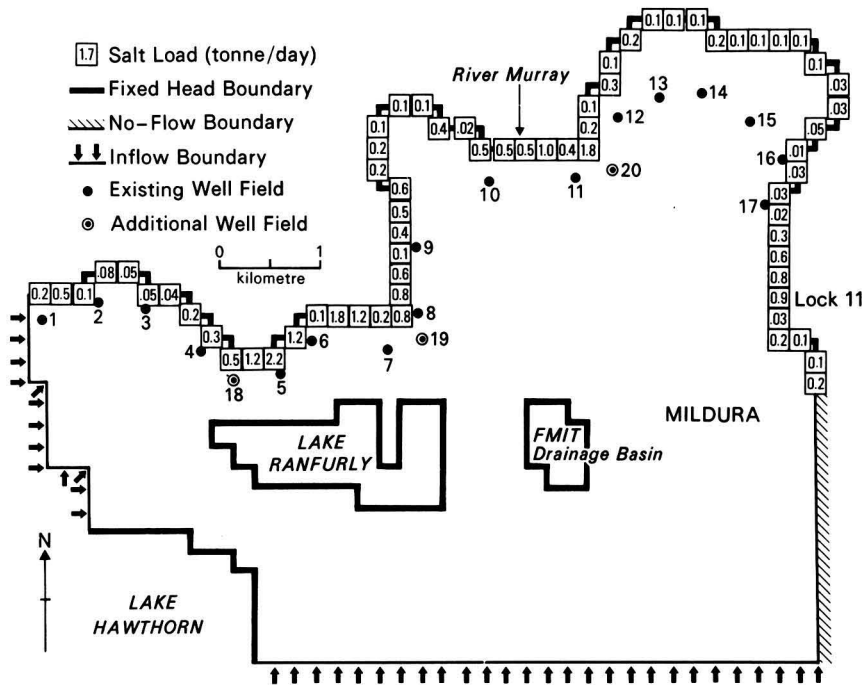 1.7 Salt Load (tonne/day)
Fixed Head Boundary
No-Flow Boundary
Inflow Boundary
Existing Well Field
Additional Well Field
0 1
kilometre
River Murray
0.1 0.1 0.1
0.2 0.2 0.1 0.1 0.1 0.1
0.1 0.1
0.3 .03
0.1 .03
0.2 .05
13 14
12 15
0.1 0.1
0.1 0.4 .02
0.2
0.2
0.5 0.5 0.5 1.0 0.4 1.8
10 11 20
16 .01
.03
17 .03
.02
0.3
0.6
0.8
0.9 Lock 11
.03
0.2 0.1
0.1
0.2
0.6
0.5
0.4
0.1 9
0.6
0.8
0.2 0.5 0.1 .08 .05 .05 .04
0.2
0.3
0.5 1.2 2.2
1.2
0.1 1.8 1.2 0.2 0.8 8
1 2 3
4 18 5 6 7 19
MILDURA
LAKE
RANFURLY
FMIT
Drainage Basin
N
LAKE
HAWTHORN